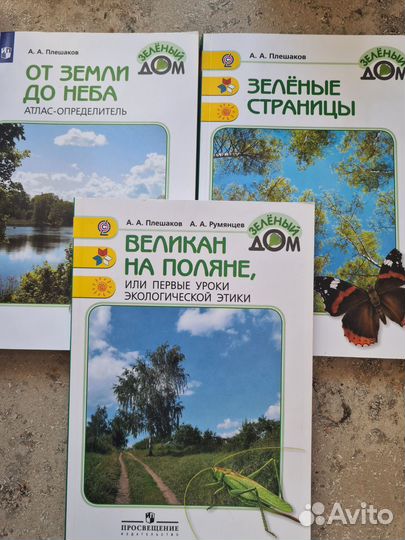 А. А. Плешаков
ЗЕЛЁНЫЙ
ДОМ
ОТ ЗЕМЛИ
ДО НЕБА
АТЛАС-ОПРЕДЕЛИТЕЛЬ
А. А. Плешаков
ЗЕЛЁНЫЙ
ДОМ
ЗЕЛЁНЫЕ
СТРАНИЦЫ
А. А. Плешаков А. А. Румянцев
ЗЕЛЁНЫЙ
ДОМ
ВЕЛИКАН
НА ПОЛЯНЕ,
ИЛИ ПЕРВЫЕ УРОКИ
ЭКОЛОГИЧЕСКОЙ ЭТИКИ
ПРОСВЕЩЕНИЕ
ИЗДАТЕЛЬСТВО
Avito